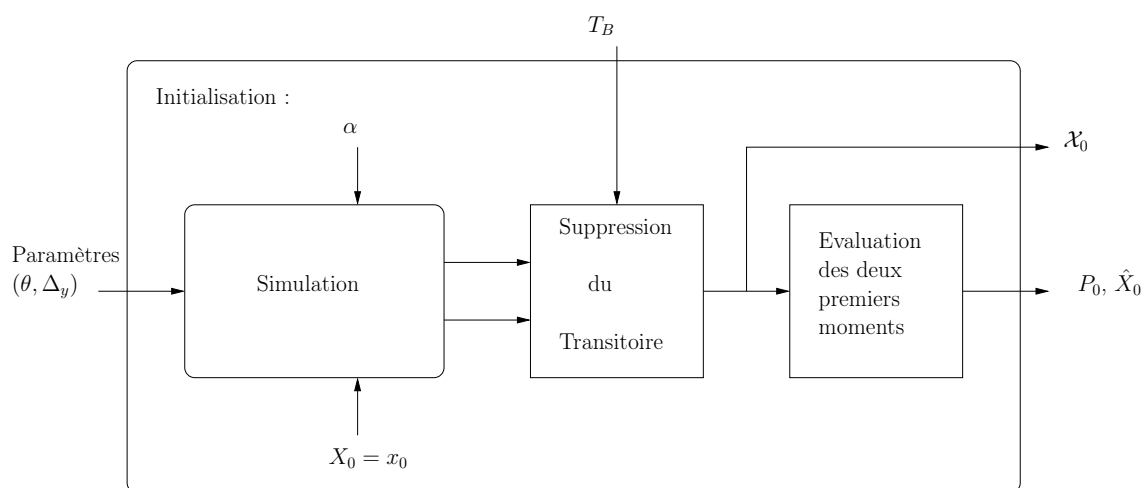 T_B
Initialisation :
α
𝒳_0
Paramètres
(θ, Δ_y)
Simulation
Suppression
du
Transitoire
Evaluation
des deux
premiers
moments
P_0, X̂_0
X_0 = x_0